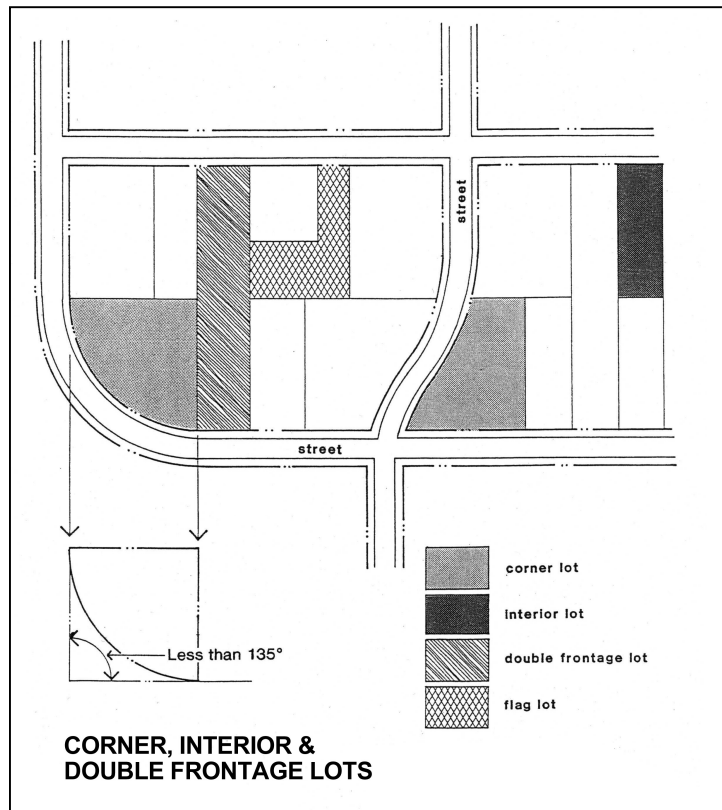 street
street
Less than 135°
corner lot
interior lot
double frontage lot
flag lot
CORNER, INTERIOR &
DOUBLE FRONTAGE LOTS